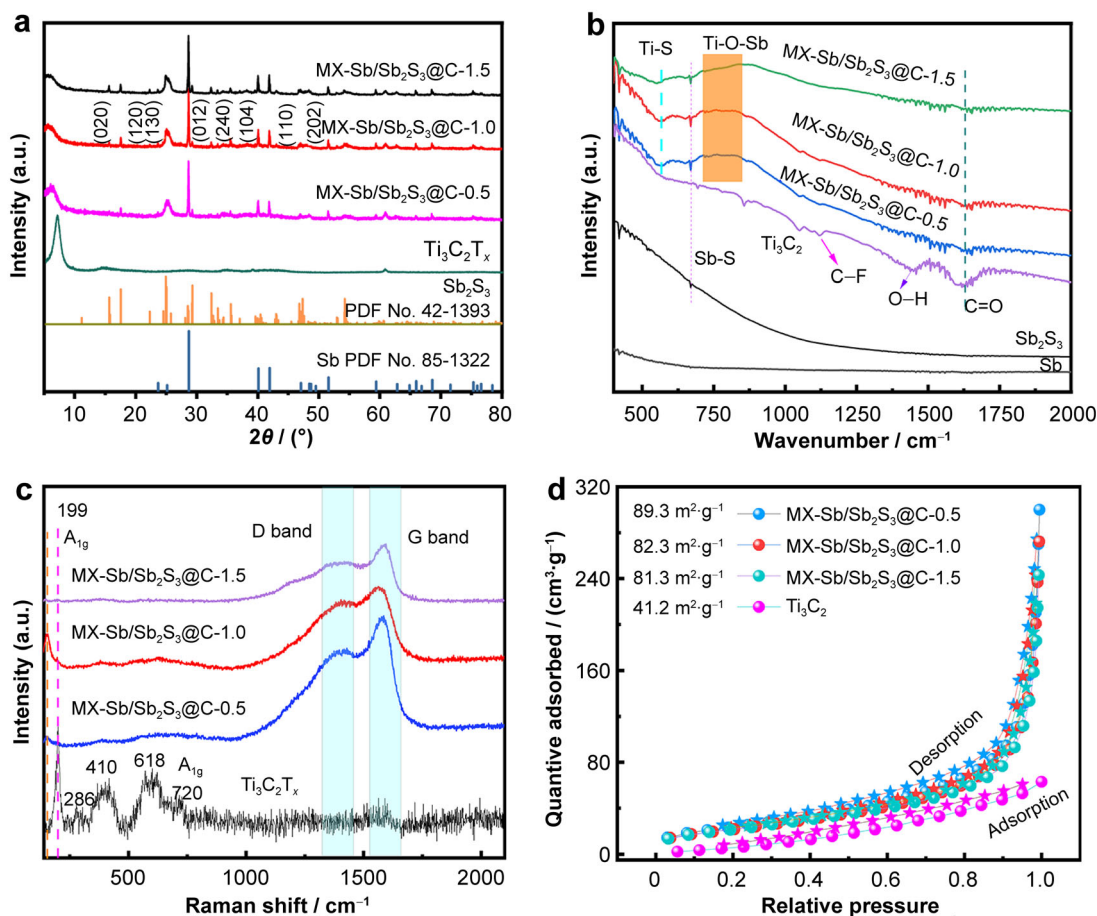 a
MX-Sb/Sb₂S₃@C-1.5
(020)
(120)
(130)
(012)
(240)
(104)
(110)
(202)
MX-Sb/Sb₂S₃@C-1.0
MX-Sb/Sb₂S₃@C-0.5
Ti₃C₂Tₓ
Sb₂S₃
PDF No. 42-1393
Sb PDF No. 85-1322
Intensity (a.u.)
10 20 30 40 50 60 70 80
2θ / (°)
b
Ti-S
Ti-O-Sb
MX-Sb/Sb₂S₃@C-1.5
MX-Sb/Sb₂S₃@C-1.0
MX-Sb/Sb₂S₃@C-0.5
Ti₃C₂
Sb-S
C–F
O–H
C=O
Sb₂S₃
Sb
Intensity (a.u.)
500 750 1000 1250 1500 1750 2000
Wavenumber / cm⁻¹
c
199
A₁g
D band
G band
MX-Sb/Sb₂S₃@C-1.5
MX-Sb/Sb₂S₃@C-1.0
MX-Sb/Sb₂S₃@C-0.5
286
410
618
A₁g
720
Ti₃C₂Tₓ
Intensity (a.u.)
500 1000 1500 2000
Raman shift / cm⁻¹
d
320
240
160
80
0
89.3 m²·g⁻¹ MX-Sb/Sb₂S₃@C-0.5
82.3 m²·g⁻¹ MX-Sb/Sb₂S₃@C-1.0
81.3 m²·g⁻¹ MX-Sb/Sb₂S₃@C-1.5
41.2 m²·g⁻¹ Ti₃C₂
Desorption
Adsorption
Quantive adsorbed / (cm³·g⁻¹)
0 0.2 0.4 0.6 0.8 1.0
Relative pressure